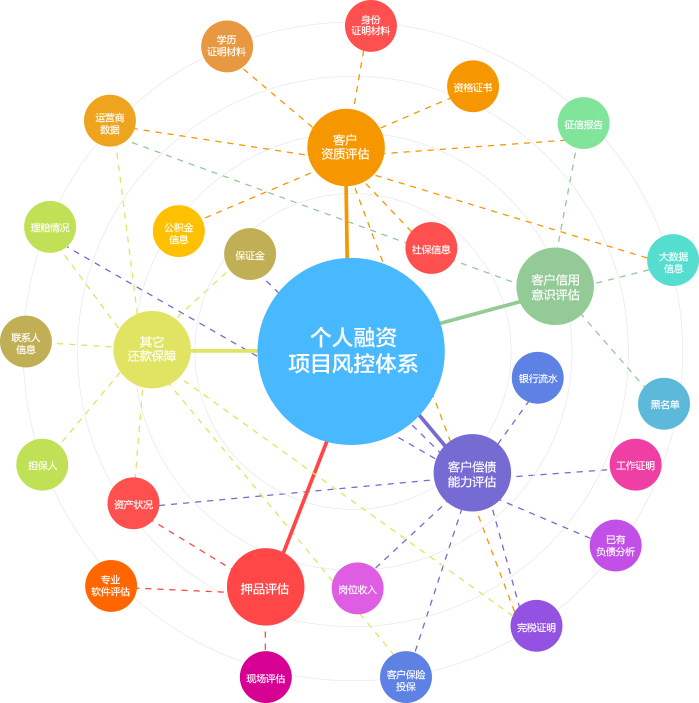 身份
证明材料
学历
证明材料
资格证书
运营商
数据
征信报告
客户
资质评估
理赔情况
公积金
信息
保证金
社保信息
大数据
信息
客户信用
意识评估
联系人
信息
其它
还款保障
个人融资
项目风控体系
银行流水
黑名单
担保人
客户偿债
能力评估
工作证明
资产状况
已有
负债分析
专业
软件评估
押品评估
岗位收入
完税证明
现场评估
客户保险
投保